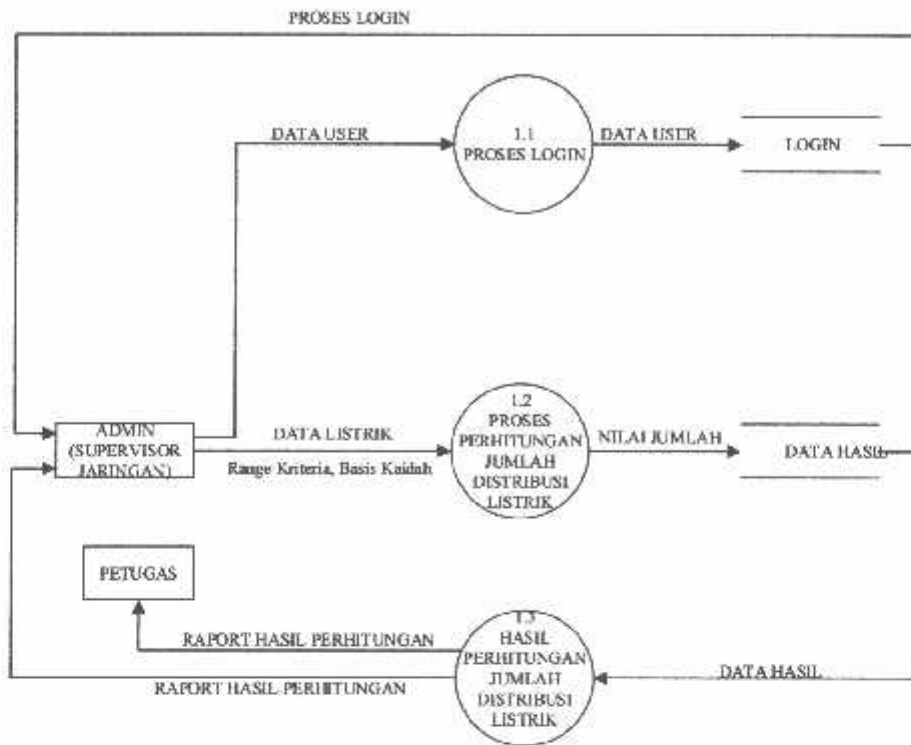 PROSES LOGIN
DATA USER
1.1
PROSES LOGIN
DATA USER
LOGIN
ADMIN
(SUPERVISOR
JARINGAN)
DATA LISTRIK
Range Kriteria, Basis Kaidah
1.2
PROSES
PERHITUNGAN
JUMLAH
DISTRIBUSI
LISTRIK
NILAI JUMLAH
DATA HASIL
PETUGAS
RAPORT HASIL PERHITUNGAN
RAPORT HASIL PERHITUNGAN
1.3
HASIL
PERHITUNGAN
JUMLAH
DISTRIBUSI
LISTRIK
DATA HASIL